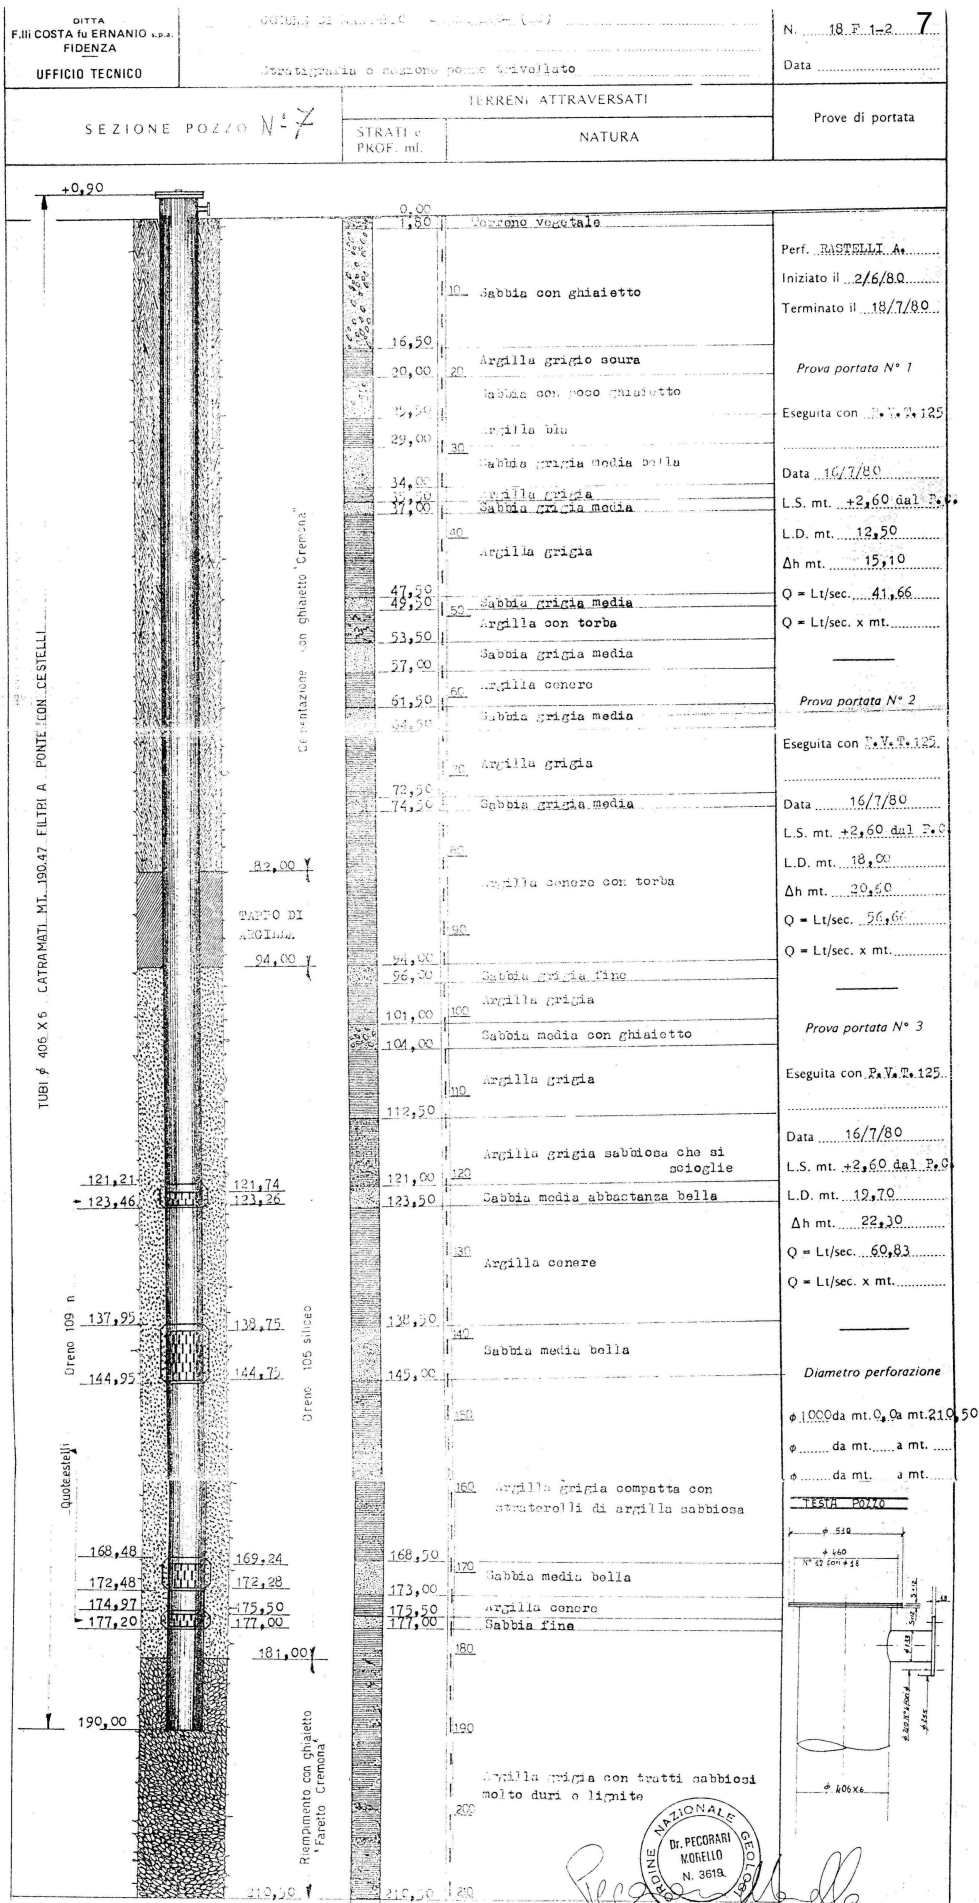 DITTA
F.lli COSTA fu ERNANIO s.p.a.
FIDENZA
UFFICIO TECNICO
COMUNE DI
Stratigrafia e sezione pozzo trivellato
N. 18 F 1-2 7
Data
SEZIONE POZZO N° 7
TERRENI ATTRAVERSATI
STRATI e PROF. ml.
NATURA
Prove di portata
+0,90
TUBI φ 406 X 6 CATRAMATI MT. 190.47 FILTRI A PONTE CON CESTELLI
Cementazione con ghiaietto "Cremona"
82,00
TAPPO DI
ARGILLA
94,00
121,21
121,74
123,46
123,26
Dreno 109 n
Dreno 105 siliceo
137,95
138,75
144,95
144,75
Quote
168,48
169,24
172,48
172,28
174,97
175,50
177,20
177,00
181,00
190,00
Riempimento con ghiaietto
"Faretto Cremona"
210,50
0,00
1,80 Terreno vegetale
10 Sabbia con ghiaietto
16,50
Argilla grigio scura
20,00 20
Sabbia con poco ghiaietto
25,50
Argilla blu
29,00 30
Sabbia grigia media bella
34,00
Argilla grigia
37,00 Sabbia grigia media
40
Argilla grigia
47,50
49,50 Sabbia grigia media
50
Argilla con torba
53,50
Sabbia grigia media
57,00
Argilla cenere
61,50 60
Sabbia grigia media
64,50
70 Argilla grigia
72,50
74,50 Sabbia grigia media
80
Argilla cenere con torba
90
94,00
96,00 Sabbia grigia fine
Argilla grigia
101,00 100
Sabbia media con ghiaietto
104,00
Argilla grigia
110
112,50
Argilla grigia sabbiosa che si
scioglie
121,00 120
123,50 Sabbia media abbastanza bella
130
Argilla cenere
138,50
140
Sabbia media bella
145,00
150
160 Argilla grigia compatta con
straterelli di argilla sabbiosa
168,50
170
Sabbia media bella
173,00
175,50 Argilla cenere
177,00 Sabbia fine
180
190
Argilla grigia con tratti sabbiosi
molto duri e lignite
200
210,50 210
Perf. RASTELLI A.
Iniziato il 2/6/80
Terminato il 18/7/80
Prova portata N° 1
Eseguita con P.V.T. 125
Data 16/7/80
L.S. mt. +2,60 dal P.C.
L.D. mt. 12,50
Δh mt. 15,10
Q = Lt/sec. 41,66
Q = Lt/sec. x mt.
Prova portata N° 2
Eseguita con P.V.T. 125
Data 16/7/80
L.S. mt. +2,60 dal P.C
L.D. mt. 18,00
Δh mt. 20,60
Q = Lt/sec. 56,66
Q = Lt/sec. x mt.
Prova portata N° 3
Eseguita con P.V.T. 125
Data 16/7/80
L.S. mt. +2,60 dal P.C
L.D. mt. 19,70
Δh mt. 22,30
Q = Lt/sec. 60,83
Q = Lt/sec. x mt.
Diametro perforazione
φ 1000 da mt. 0,0 a mt. 210,50
φ da mt. a mt.
φ da mt. a mt.
TESTA POZZO
φ 510
φ 460
N° 12 fori φ 18
φ 406x6
ORDINE NAZIONALE GEOLOGI
Dr. PECORARI
MORELLO
N. 3619